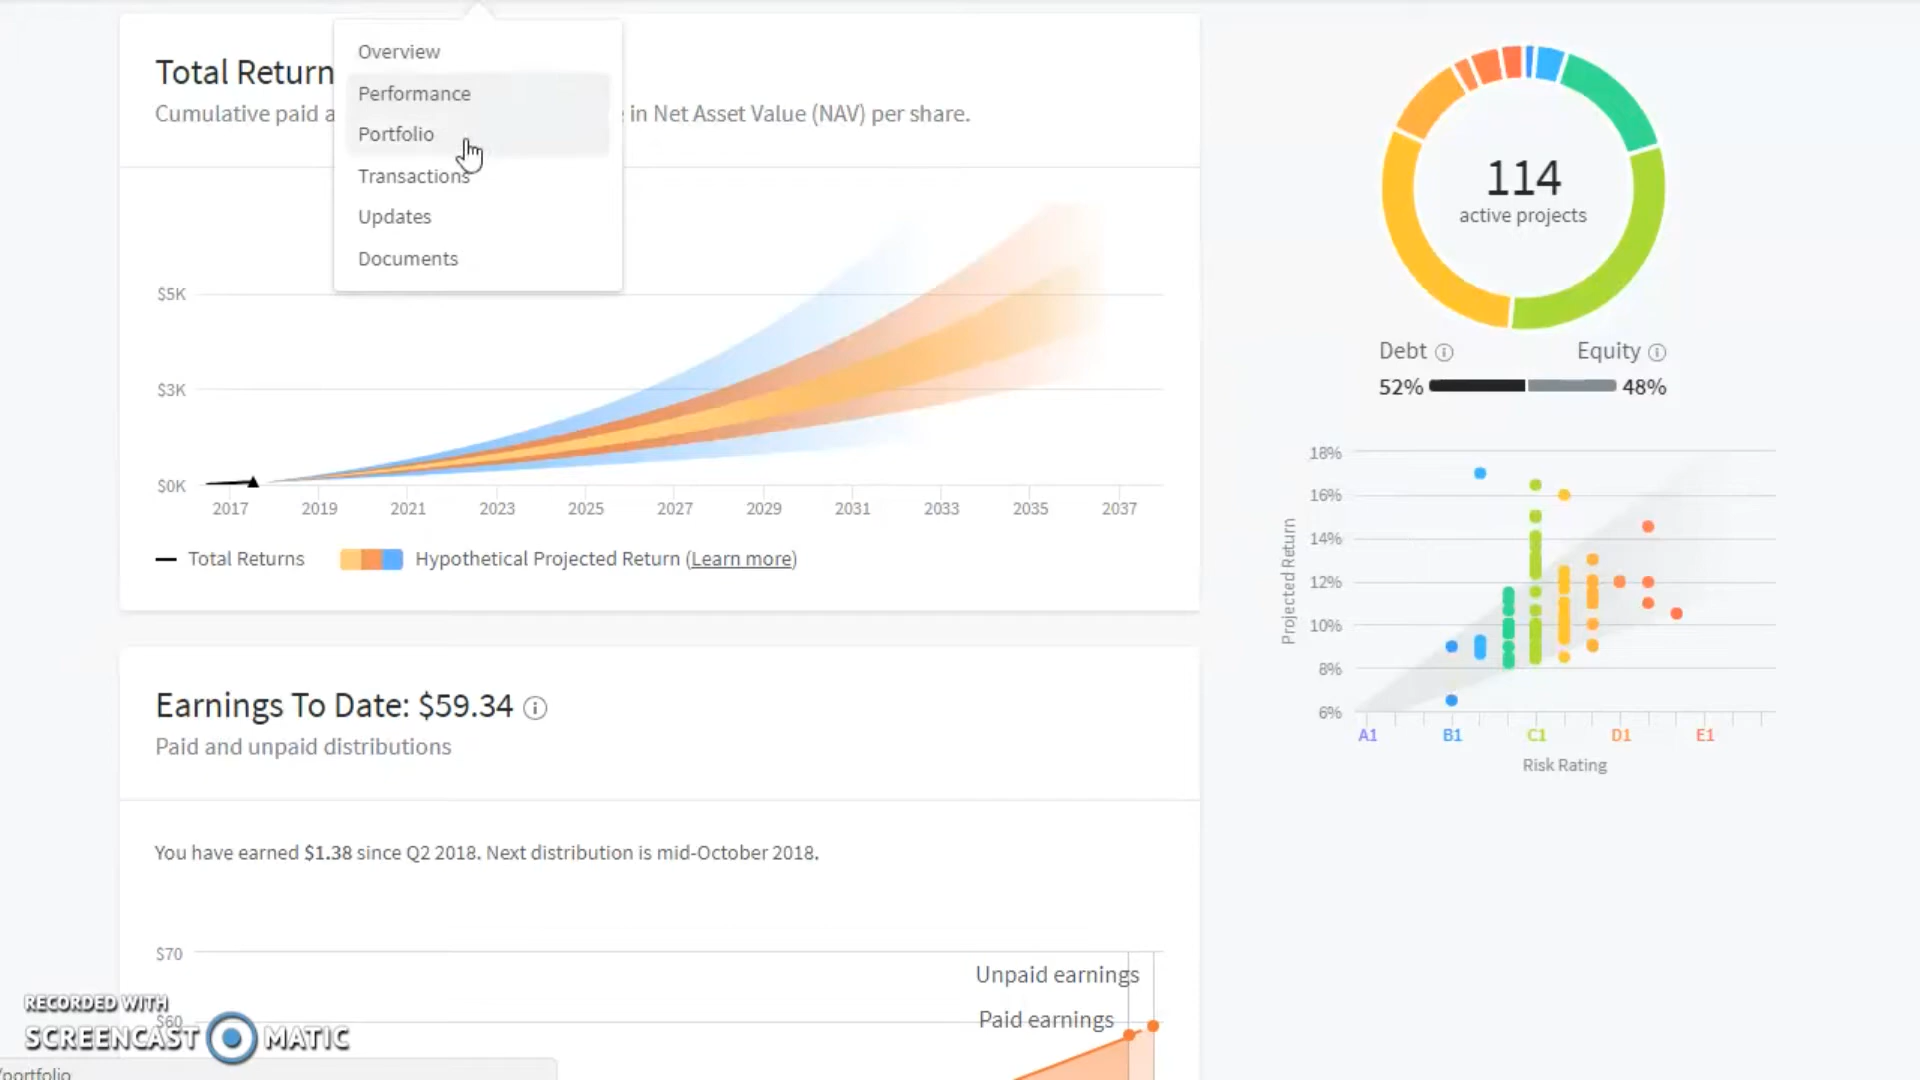 Overview
Performance
Portfolio
Transactions
Updates
Documents
Total Return
Cumulative paid a
in Net Asset Value (NAV) per share.
$5K
$3K
$0K
2017 2019 2021 2023 2025 2027 2029 2031 2033 2035 2037
Total Returns
Hypothetical Projected Return (Learn more)
Earnings To Date: $59.34
Paid and unpaid distributions
You have earned $1.38 since Q2 2018. Next distribution is mid-October 2018.
$70
$60
Unpaid earnings
Paid earnings
114
active projects
Debt
Equity
52%
48%
Projected Return
18%
16%
14%
12%
10%
8%
6%
A1 B1 C1 D1 E1
Risk Rating
RECORDED WITH
SCREENCAST MATIC
/portfolio